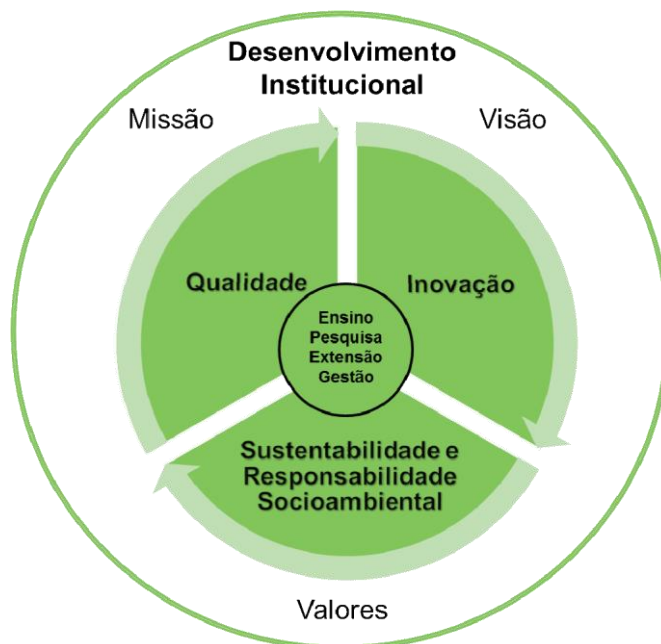 Desenvolvimento
Institucional
Missão
Visão
Qualidade
Inovação
Ensino
Pesquisa
Extensão
Gestão
Sustentabilidade e
Responsabilidade
Socioambiental
Valores